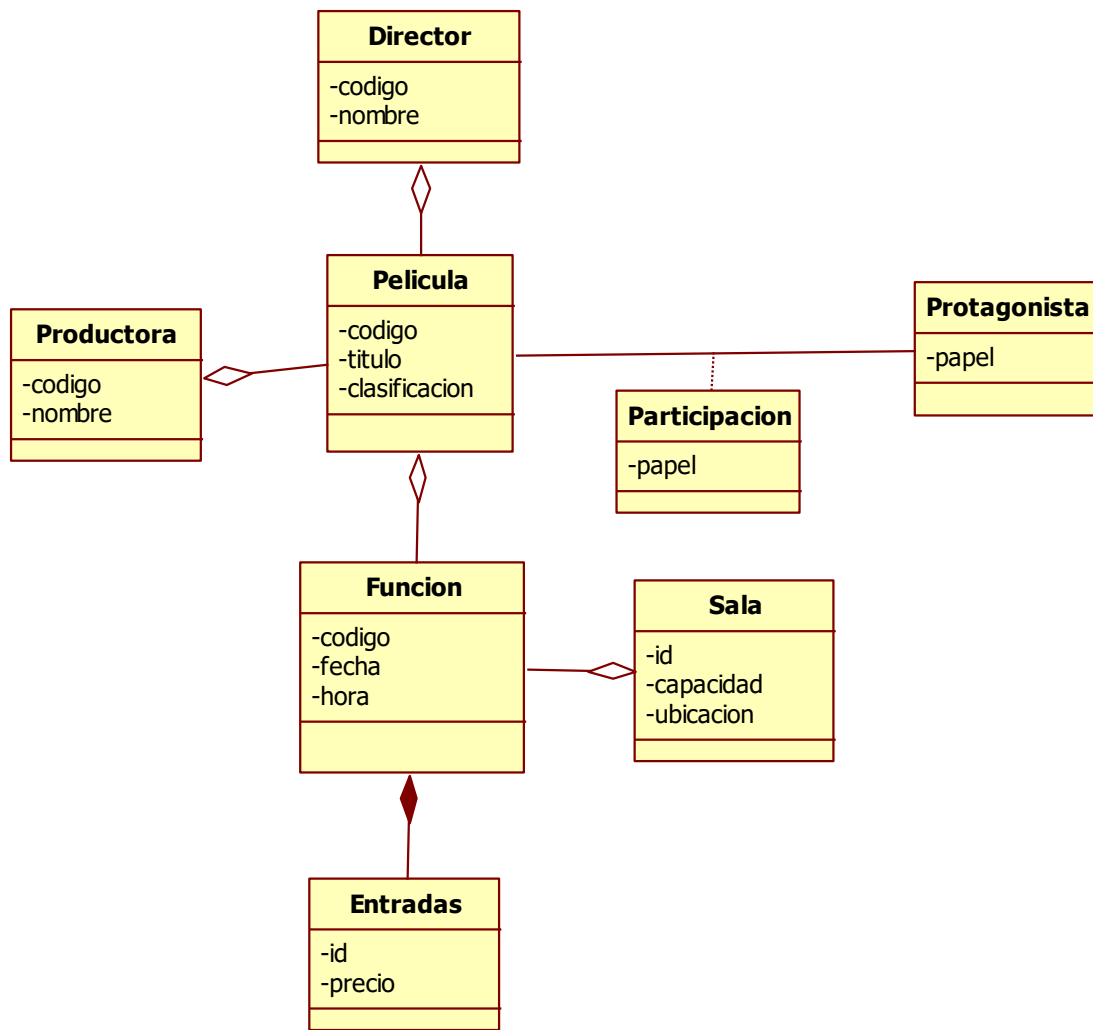 Director
-codigo
-nombre
Pelicula
-codigo
-titulo
-clasificacion
Productora
-codigo
-nombre
Protagonista
-papel
Participacion
-papel
Funcion
-codigo
-fecha
-hora
Sala
-id
-capacidad
-ubicacion
Entradas
-id
-precio